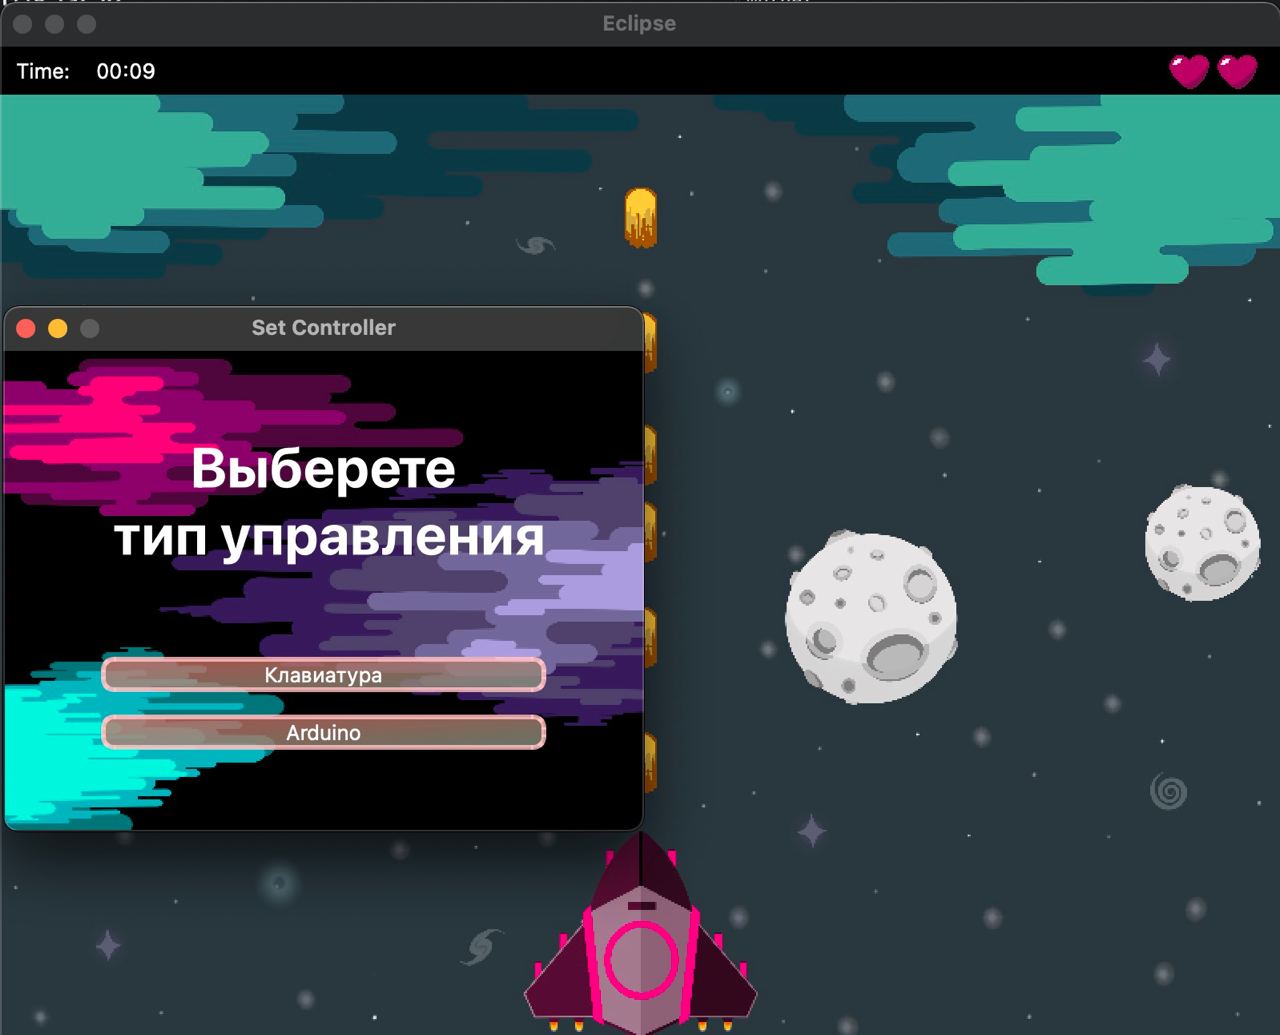 Eclipse
Time: 00:09
Set Controller
Выберете
тип управления
Клавиатура
Arduino